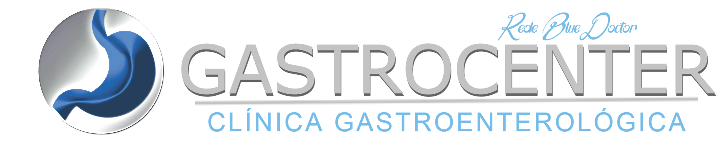 Rede Blue Doctor
GASTROCENTER
CLÍNICA GASTROENTEROLÓGICA